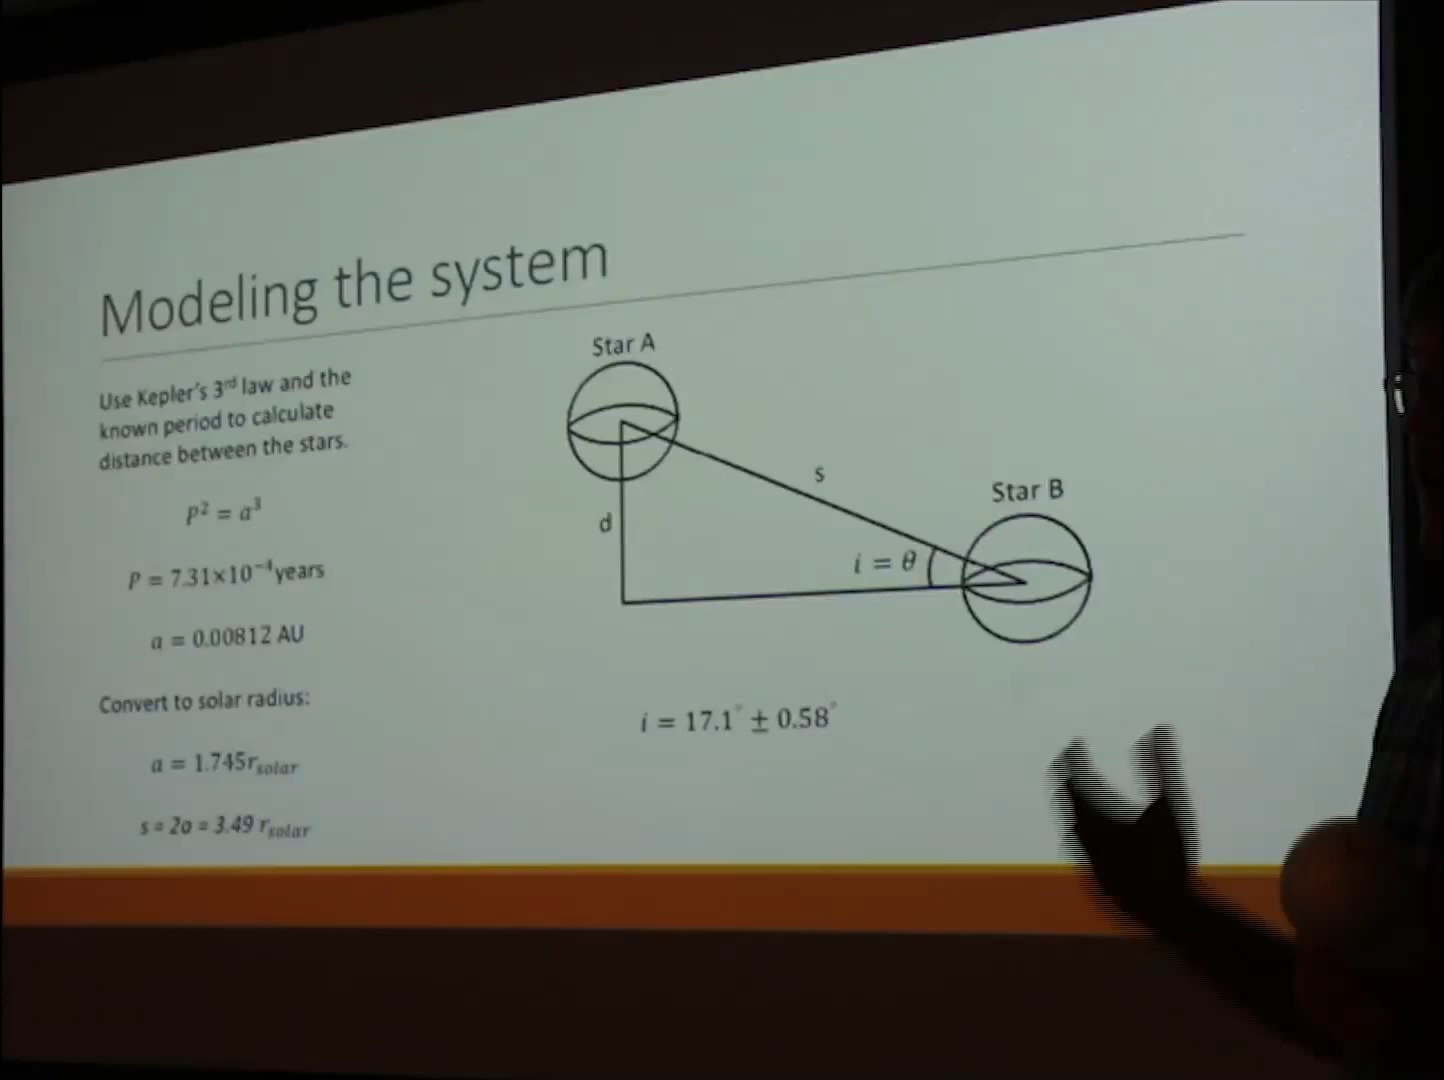 Modeling the system
Use Kepler's 3rd law and the
known period to calculate
distance between the stars.
P² = a³
P = 7.31×10⁻⁴years
a = 0.00812 AU
Convert to solar radius:
a = 1.745r_solar
s = 2a = 3.49 r_solar
Star A
s
d
Star B
i = θ
i = 17.1° ± 0.58°